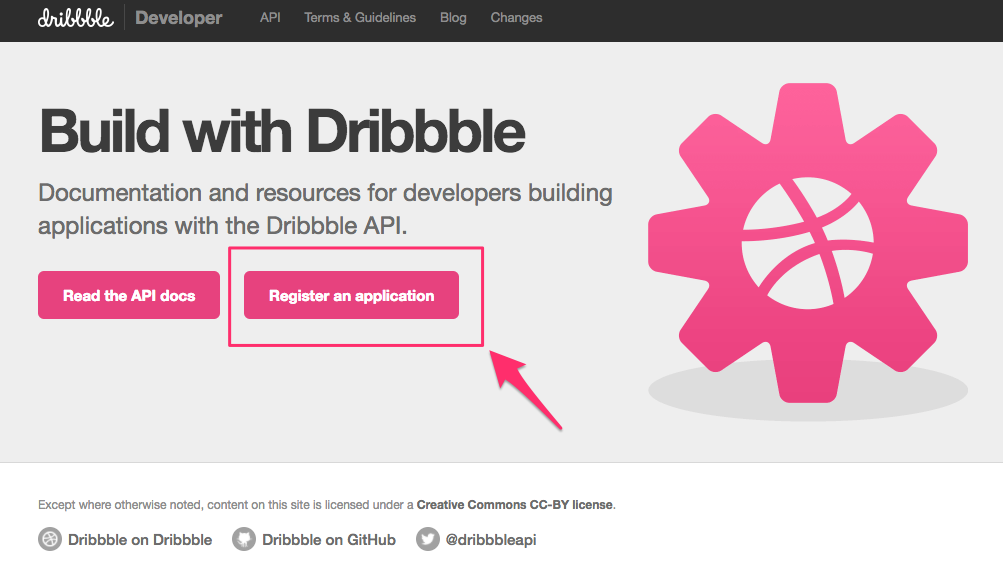 dribbble Developer API Terms & Guidelines Blog Changes
Build with Dribbble
Documentation and resources for developers building
applications with the Dribbble API.
Read the API docs Register an application
Except where otherwise noted, content on this site is licensed under a Creative Commons CC-BY license.
Dribbble on Dribbble Dribbble on GitHub @dribbbleapi